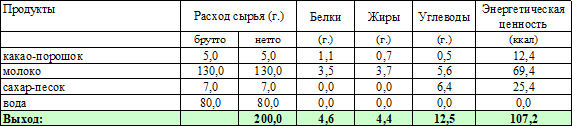 Продукты Расход сырья (г.) Белки Жиры Углеводы Энергетическая ценность
брутто нетто (г.) (г.) (г.) (ккал)
какао-порошок 5,0 5,0 1,1 0,7 0,5 12,4
молоко 130,0 130,0 3,5 3,7 5,6 69,4
сахар-песок 7,0 7,0 0,0 0,0 6,4 25,4
вода 80,0 80,0 0,0 0,0 0,0 0,0
Выход: 200,0 4,6 4,4 12,5 107,2